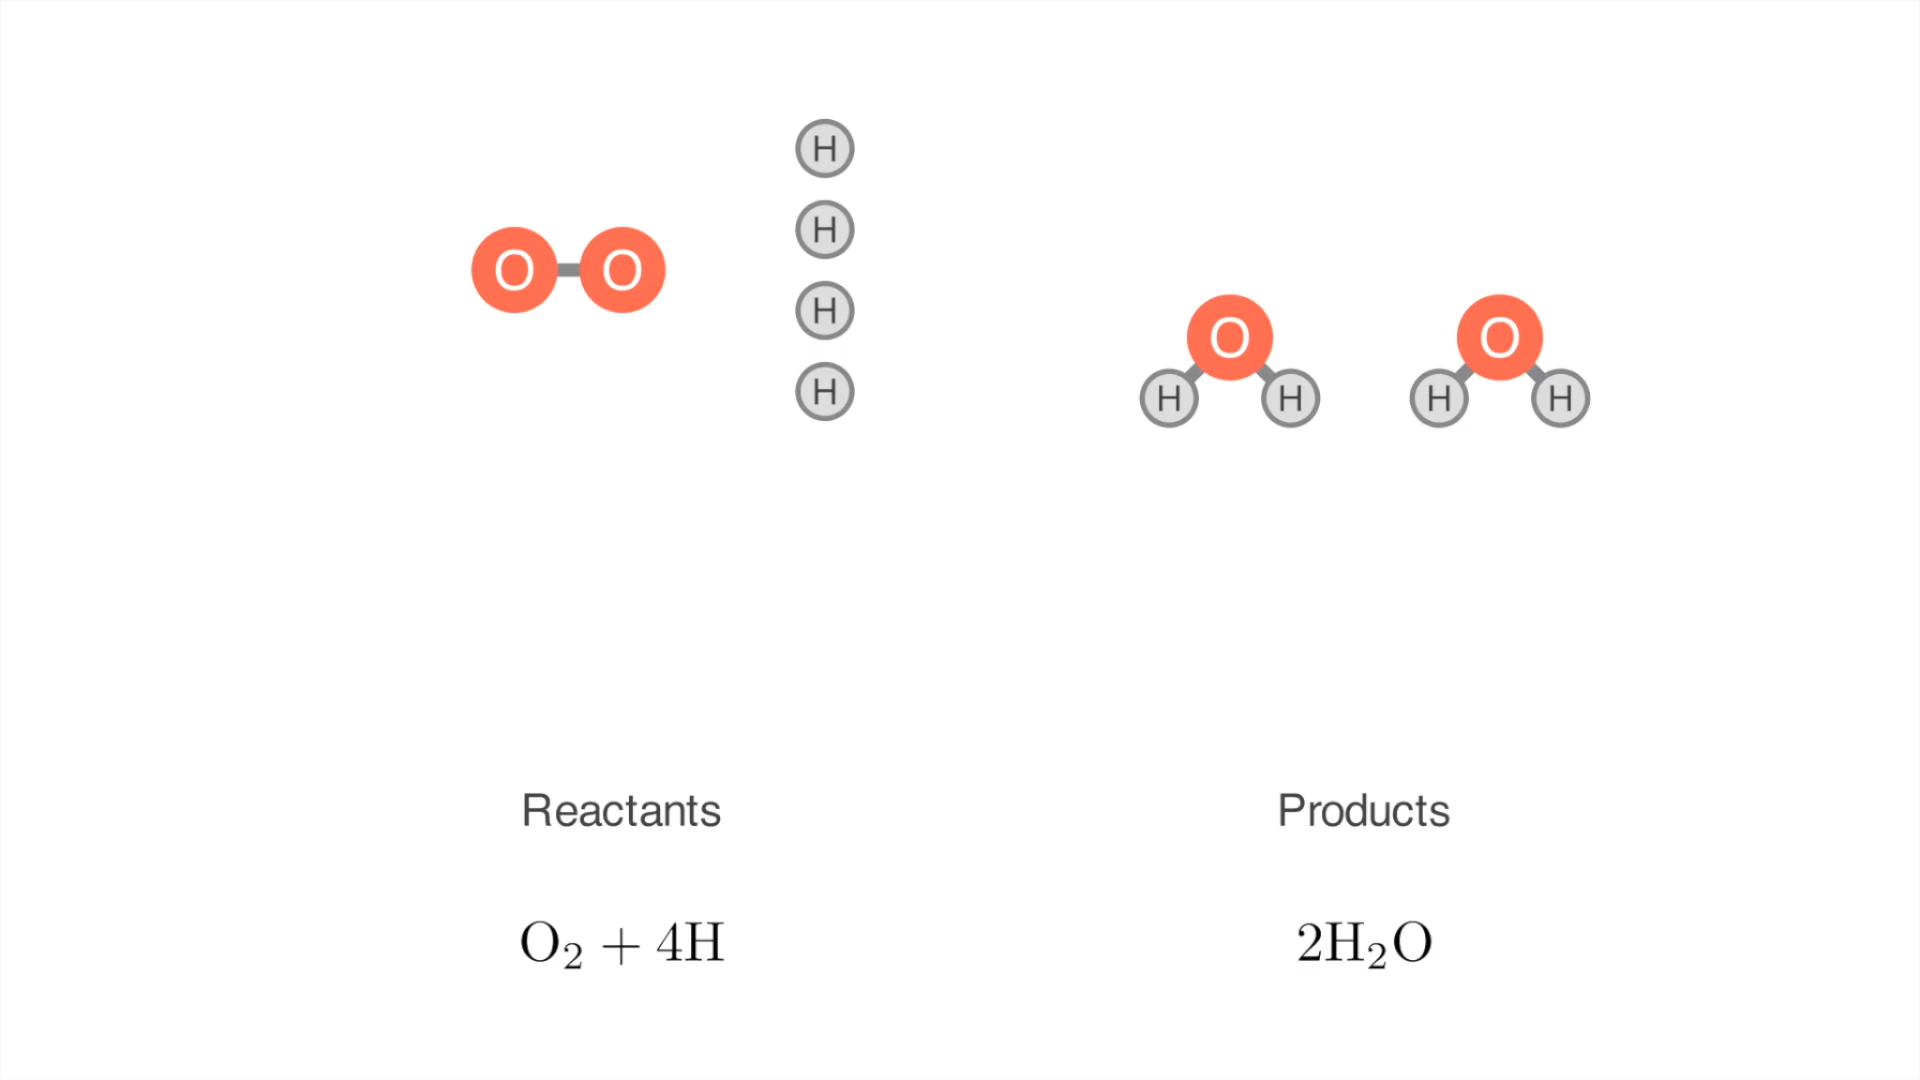 H
H
O O
H
H
O O
H H H H
Reactants Products
O₂ + 4H 2H₂O